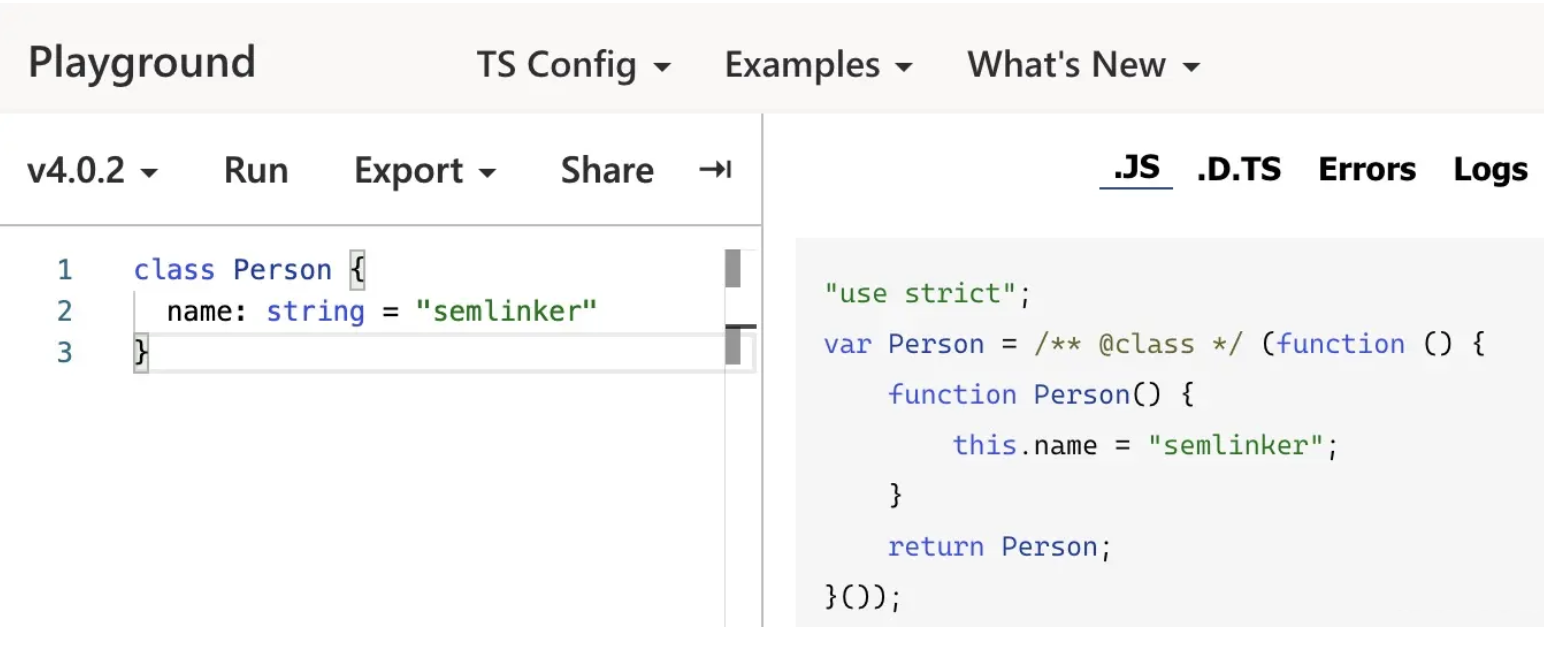 Playground TS Config Examples What's New
v4.0.2 Run Export Share
1 class Person {
2 name: string = "semlinker"
3 }
.JS .D.TS Errors Logs
"use strict";
var Person = /** @class */ (function () {
function Person() {
this.name = "semlinker";
}
return Person;
}());